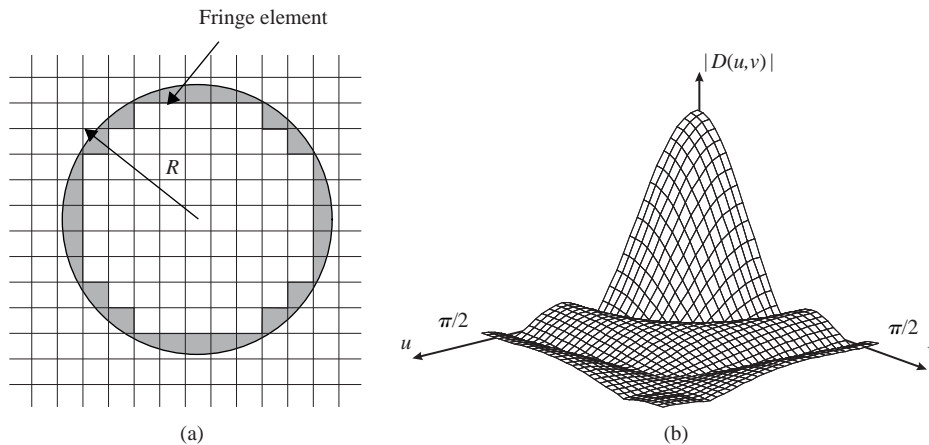 Fringe element
R
(a)
|D(u,v)|
π/2
u
π/2
(b)